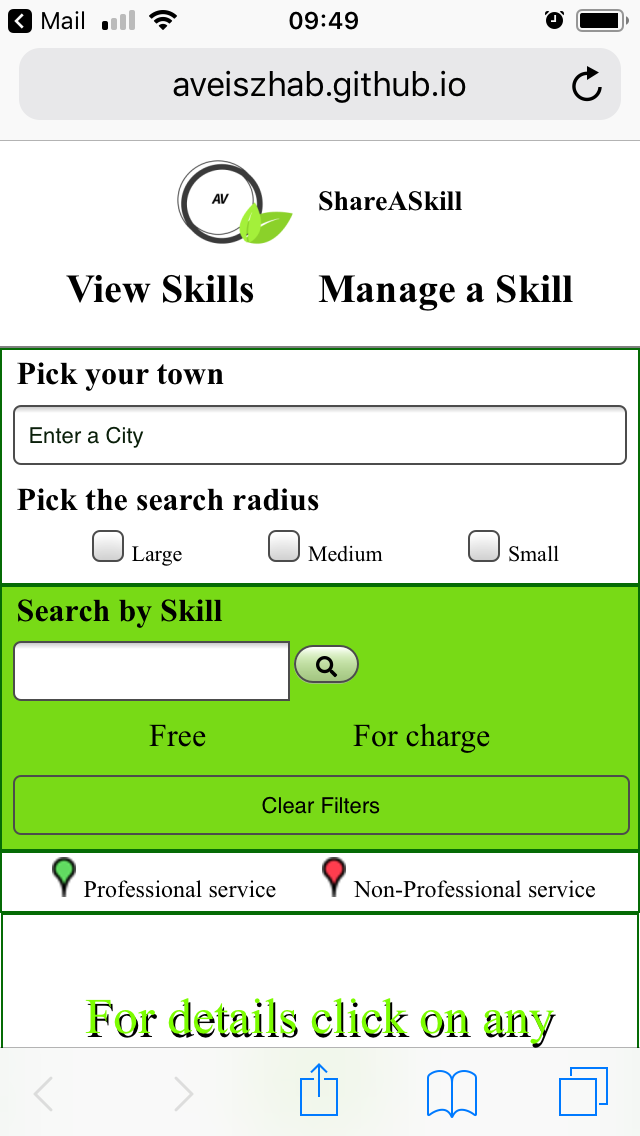 Mail 09:49
aveiszhab.github.io
AV ShareASkill
View Skills Manage a Skill
Pick your town
Enter a City
Pick the search radius
Large Medium Small
Search by Skill
Free For charge
Clear Filters
Professional service Non-Professional service
For details click on any